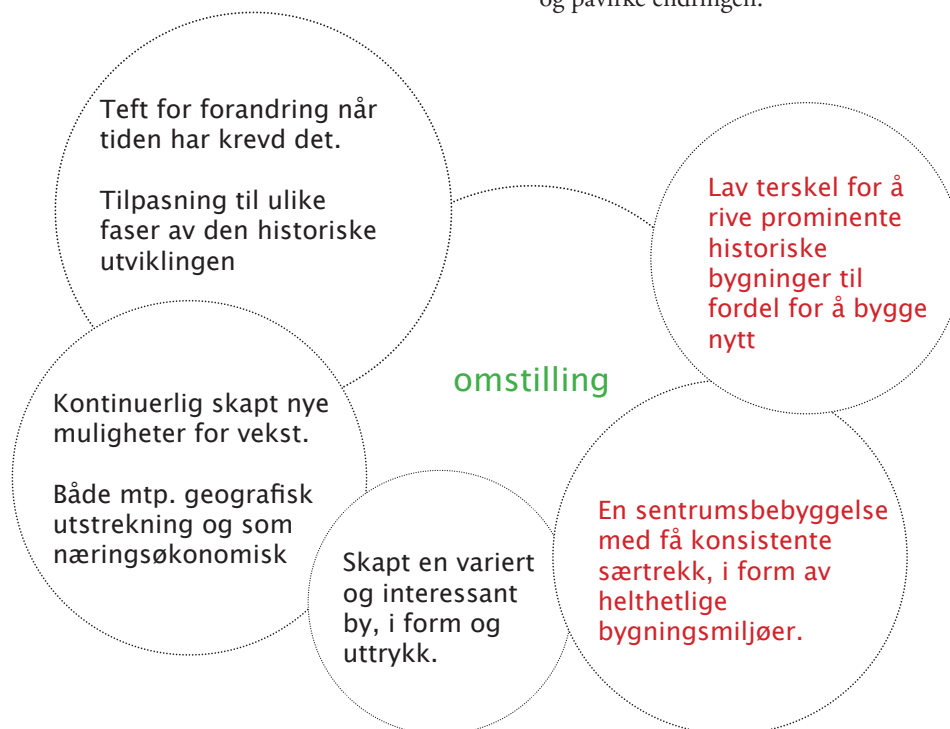 og påvirke endringen.
Teft for forandring når
tiden har krevd det.
Tilpasning til ulike
faser av den historiske
utviklingen
Lav terskel for å
rive prominente
historiske
bygninger til
fordel for å bygge
nytt
omstilling
Kontinuerlig skapt nye
muligheter for vekst.
Både mtp. geografisk
utstrekning og som
næringsøkonomisk
Skapt en variert
og interessant
by, i form og
uttrykk.
En sentrumsbebyggelse
med få konsistente
særtrekk, i form av
helthetlige
bygningsmiljøer.